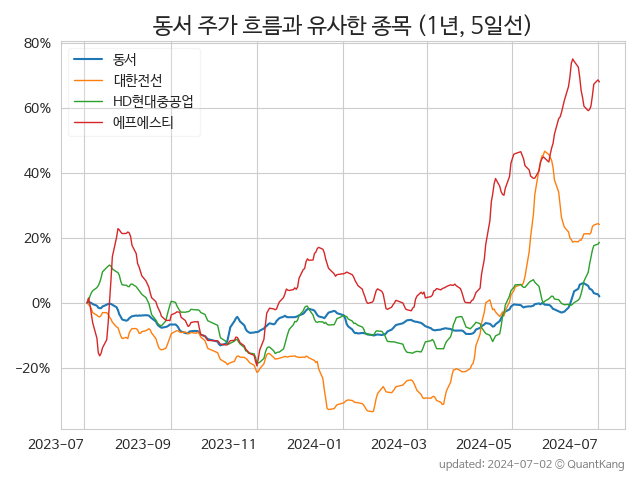 동서 주가 흐름과 유사한 종목 (1년, 5일선)
80%
60%
40%
20%
0%
−20%
동서
대한전선
HD현대중공업
에프에스티
2023-07
2023-09
2023-11
2024-01
2024-03
2024-05
2024-07
updated: 2024-07-02 © QuantKang